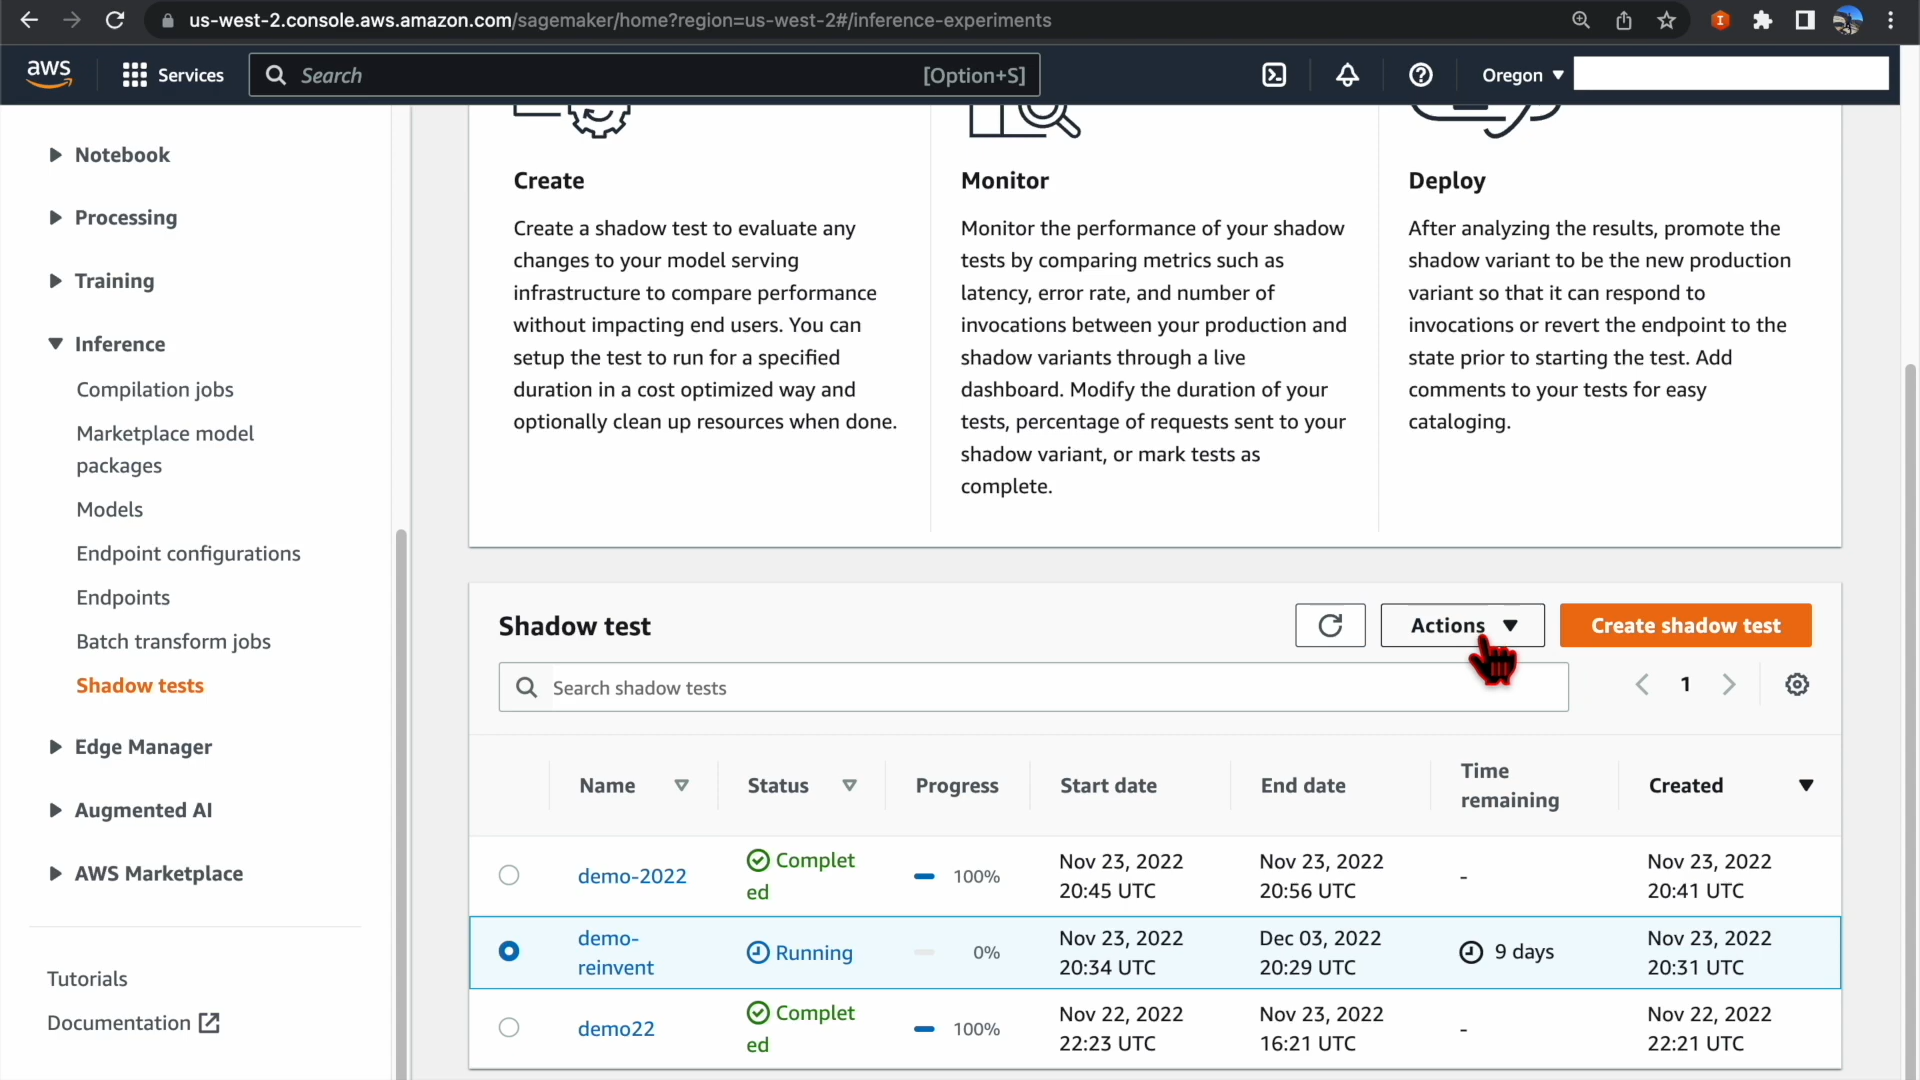 us-west-2.console.aws.amazon.com/sagemaker/home?region=us-west-2#/inference-experiments
aws
Services
Search
[Option+S]
Oregon
Notebook
Processing
Training
Inference
Compilation jobs
Marketplace model
packages
Models
Endpoint configurations
Endpoints
Batch transform jobs
Shadow tests
Edge Manager
Augmented AI
AWS Marketplace
Tutorials
Documentation
Create
Create a shadow test to evaluate any
changes to your model serving
infrastructure to compare performance
without impacting end users. You can
setup the test to run for a specified
duration in a cost optimized way and
optionally clean up resources when done.
Monitor
Monitor the performance of your shadow
tests by comparing metrics such as
latency, error rate, and number of
invocations between your production and
shadow variants through a live
dashboard. Modify the duration of your
tests, percentage of requests sent to your
shadow variant, or mark tests as
complete.
Deploy
After analyzing the results, promote the
shadow variant to be the new production
variant so that it can respond to
invocations or revert the endpoint to the
state prior to starting the test. Add
comments to your tests for easy
cataloging.
Shadow test
Actions
Create shadow test
Search shadow tests
1
Name
Status
Progress
Start date
End date
Time
remaining
Created
demo-2022
Complet
ed
100%
Nov 23, 2022
20:45 UTC
Nov 23, 2022
20:56 UTC
-
Nov 23, 2022
20:41 UTC
demo-
reinvent
Running
0%
Nov 23, 2022
20:34 UTC
Dec 03, 2022
20:29 UTC
9 days
Nov 23, 2022
20:31 UTC
demo22
Complet
ed
100%
Nov 22, 2022
22:23 UTC
Nov 23, 2022
16:21 UTC
-
Nov 22, 2022
22:21 UTC